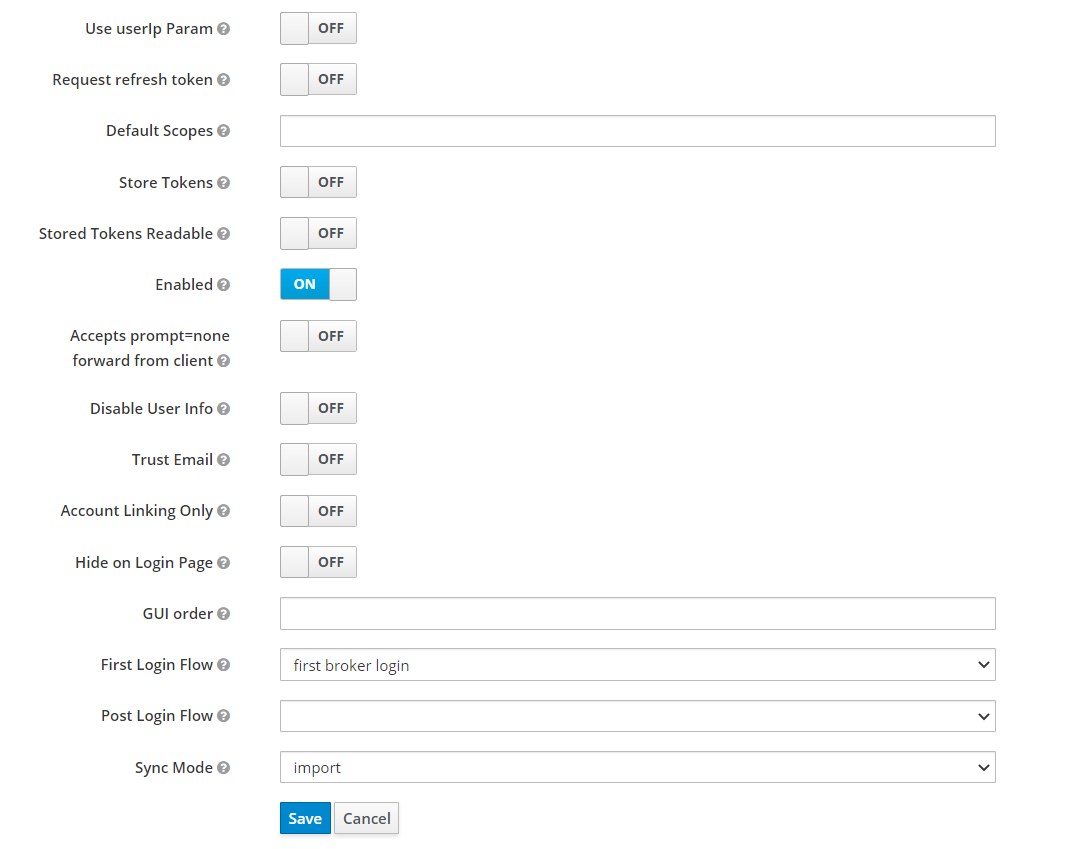 Use userIp Param OFF
Request refresh token OFF
Default Scopes
Store Tokens OFF
Stored Tokens Readable OFF
Enabled ON
Accepts prompt=none OFF
forward from client
Disable User Info OFF
Trust Email OFF
Account Linking Only OFF
Hide on Login Page OFF
GUI order
First Login Flow first broker login
Post Login Flow
Sync Mode import
Save Cancel